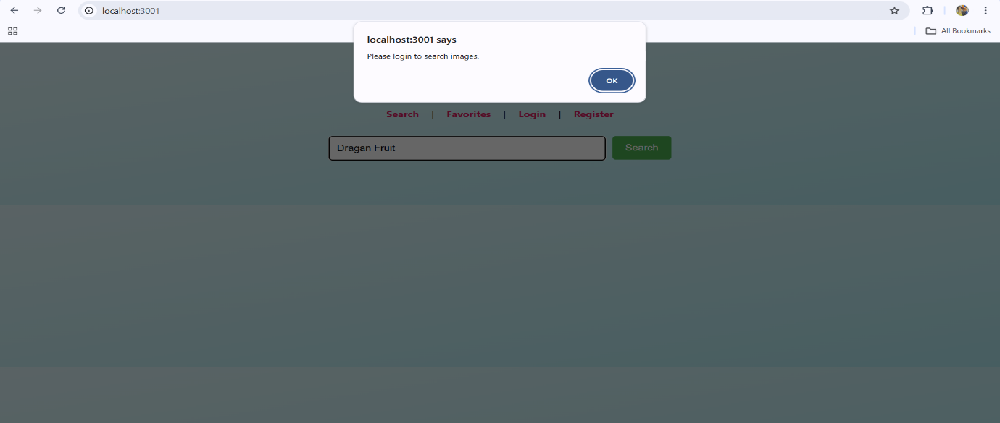 localhost:3001
All Bookmarks
localhost:3001 says
Please login to search images.
OK
Search | Favorites | Login | Register
Dragan Fruit Search